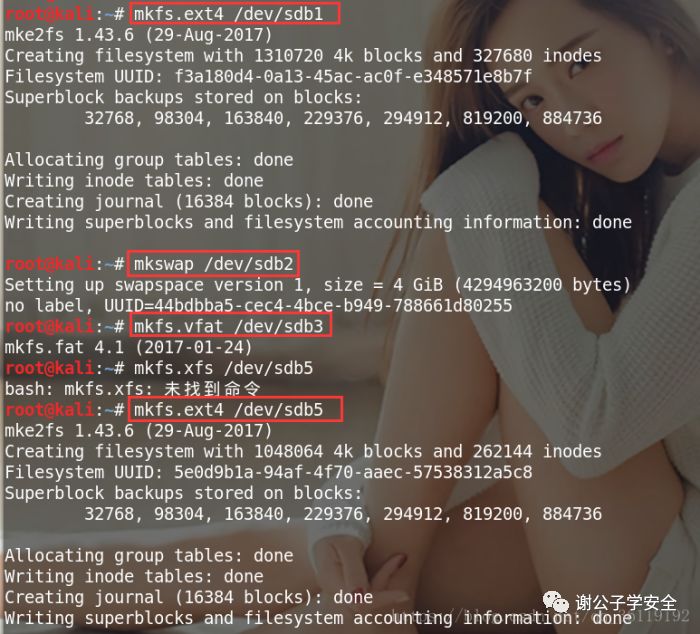 root@kali:~# mkfs.ext4 /dev/sdb1
mke2fs 1.43.6 (29-Aug-2017)
Creating filesystem with 1310720 4k blocks and 327680 inodes
Filesystem UUID: f3a180d4-0a13-45ac-ac0f-e348571e8b7f
Superblock backups stored on blocks:
        32768, 98304, 163840, 229376, 294912, 819200, 884736

Allocating group tables: done
Writing inode tables: done
Creating journal (16384 blocks): done
Writing superblocks and filesystem accounting information: done

root@kali:~# mkswap /dev/sdb2
Setting up swapspace version 1, size = 4 GiB (4294963200 bytes)
no label, UUID=44bdbba5-cec4-4bce-b949-788661d80255
root@kali:~# mkfs.vfat /dev/sdb3
mkfs.fat 4.1 (2017-01-24)
root@kali:~# mkfs.xfs /dev/sdb5
bash: mkfs.xfs: 未找到命令
root@kali:~# mkfs.ext4 /dev/sdb5
mke2fs 1.43.6 (29-Aug-2017)
Creating filesystem with 1048064 4k blocks and 262144 inodes
Filesystem UUID: 5e0d9b1a-94af-4f70-aaec-57538312a5c8
Superblock backups stored on blocks:
        32768, 98304, 163840, 229376, 294912, 819200, 884736

Allocating group tables: done
Writing inode tables: done
Creating journal (16384 blocks): done
Writing superblocks and filesystem accounting information: done
谢公子学安全